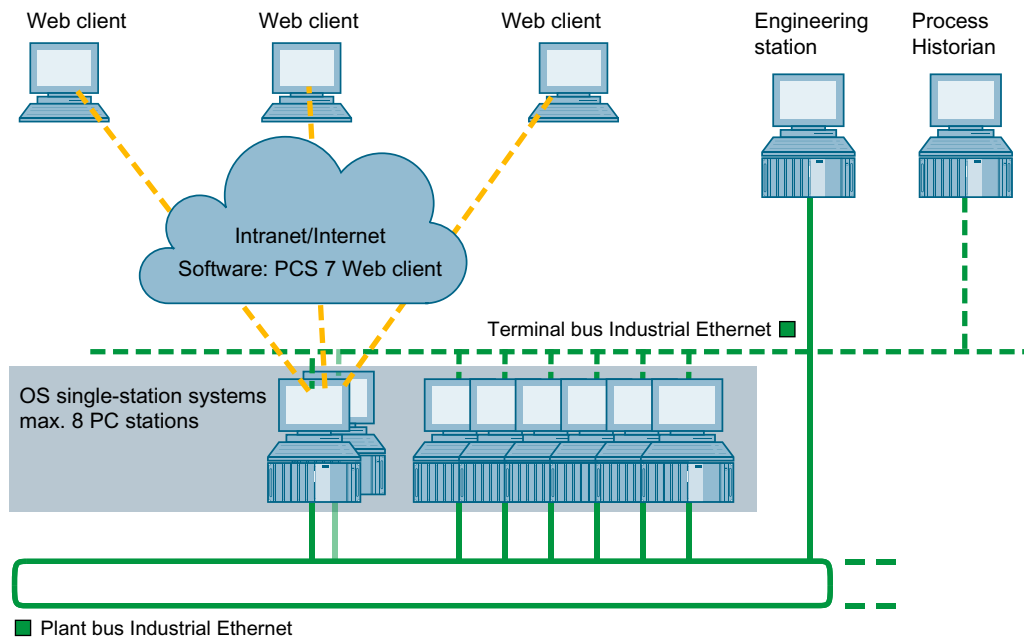 Web client
Web client
Web client
Engineering
station
Process
Historian
Intranet/Internet
Software: PCS 7 Web client
Terminal bus Industrial Ethernet
OS single-station systems
max. 8 PC stations
Plant bus Industrial Ethernet